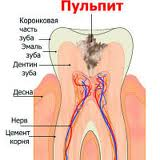 Пульпит
Коронковая
часть
зуба
Эмаль
зуба
Дентин
зуба
Десна
Нерв
Цемент
корня